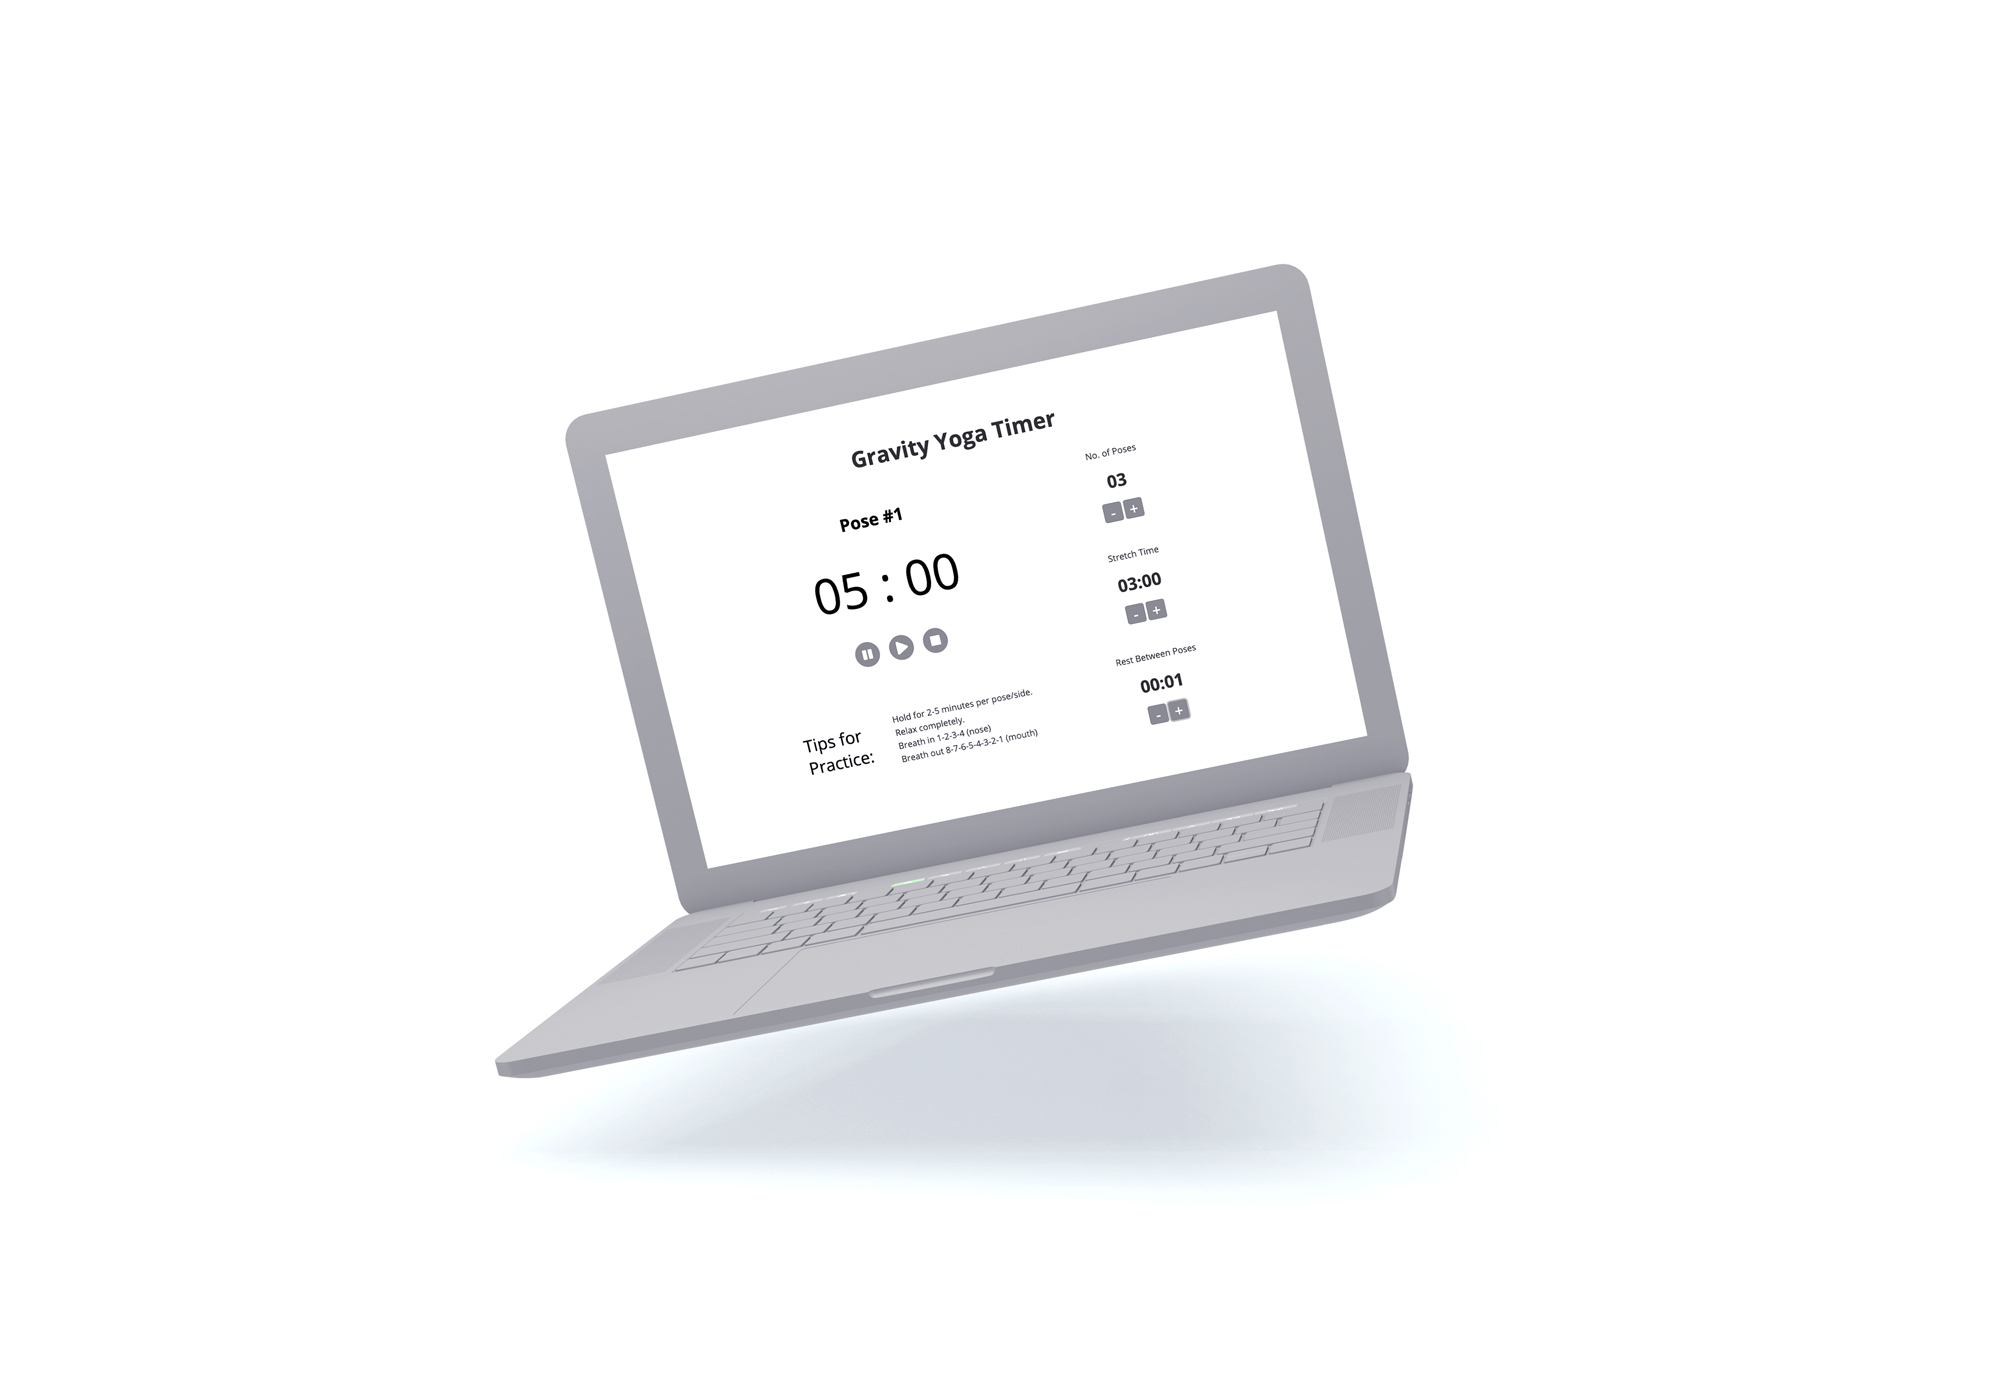 Gravity Yoga Timer
Pose #1
05 : 00
Tips for
Practice:
Hold for 2-5 minutes per pose/side.
Relax completely.
Breath in 1-2-3-4 (nose)
Breath out 8-7-6-5-4-3-2-1 (mouth)
No. of Poses
03
- +
Stretch Time
03:00
- +
Rest Between Poses
00:01
- +